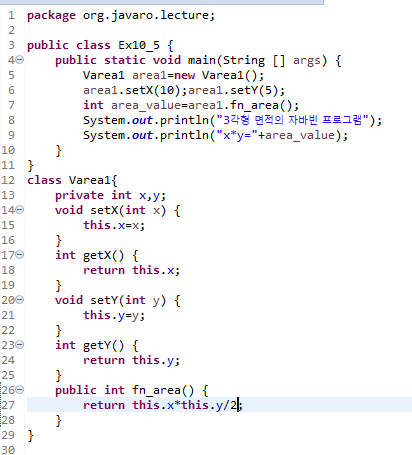 1 package org.javaro.lecture;
2
3 public class Ex10_5 {
4     public static void main(String [] args) {
5         Varea1 area1=new Varea1();
6         area1.setX(10);area1.setY(5);
7         int area_value=area1.fn_area();
8         System.out.println("3각형 면적의 자바빈 프로그램");
9         System.out.println("x*y="+area_value);
10     }
11 }
12 class Varea1{
13     private int x,y;
14     void setX(int x) {
15         this.x=x;
16     }
17     int getX() {
18         return this.x;
19     }
20     void setY(int y) {
21         this.y=y;
22     }
23     int getY() {
24         return this.y;
25     }
26     public int fn_area() {
27         return this.x*this.y/2;
28     }
29 }
30